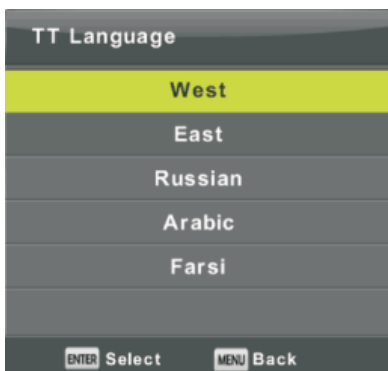 TT Language
West
East
Russian
Arabic
Farsi
ENTER Select MENU Back